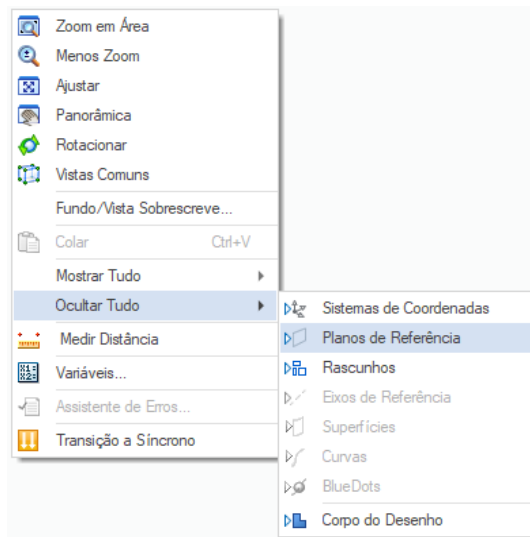 Zoom em Área
Menos Zoom
Ajustar
Panorâmica
Rotacionar
Vistas Comuns
Fundo/Vista Sobrescreve...
Colar Ctrl+V
Mostrar Tudo
Ocultar Tudo
Medir Distância
Variáveis...
Assistente de Erros...
Transição a Síncrono
Sistemas de Coordenadas
Planos de Referência
Rascunhos
Eixos de Referência
Superfícies
Curvas
BlueDots
Corpo do Desenho